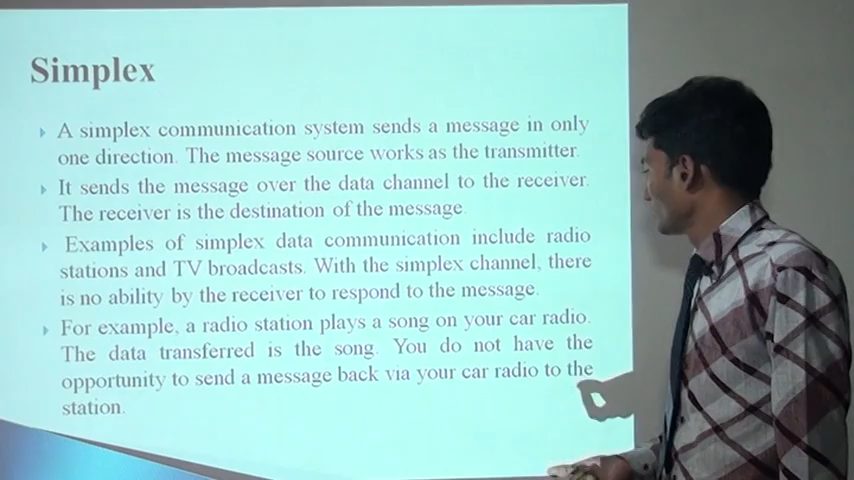 Simplex
A simplex communication system sends a message in only
one direction. The message source works as the transmitter.
It sends the message over the data channel to the receiver.
The receiver is the destination of the message.
Examples of simplex data communication include radio
stations and TV broadcasts. With the simplex channel, there
is no ability by the receiver to respond to the message.
For example, a radio station plays a song on your car radio.
The data transferred is the song. You do not have the
opportunity to send a message back via your car radio to the
station.